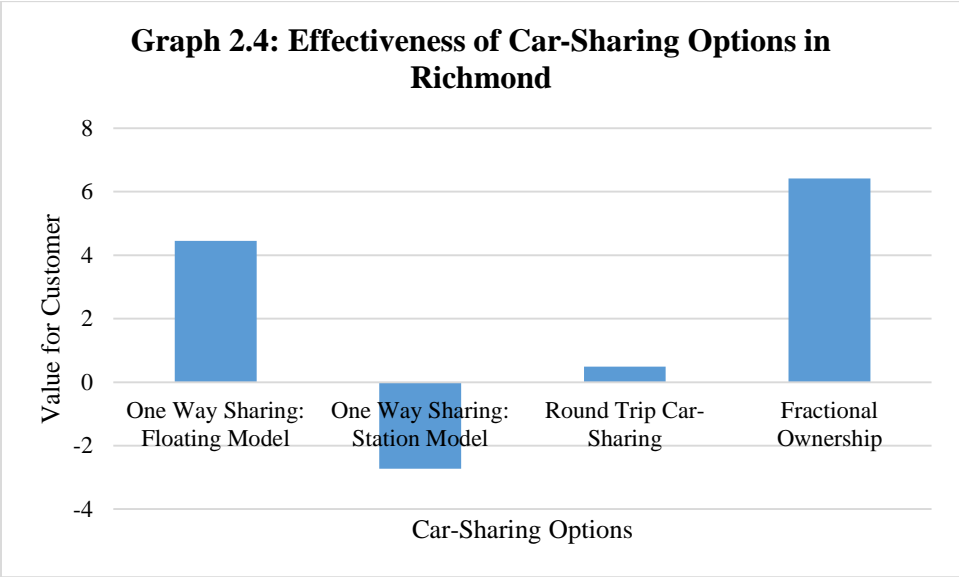 Graph 2.4: Effectiveness of Car-Sharing Options in
Richmond
8
6
4
2
0
-2
-4
Value for Customer
One Way Sharing:
Floating Model
One Way Sharing:
Station Model
Round Trip Car-
Sharing
Fractional
Ownership
Car-Sharing Options